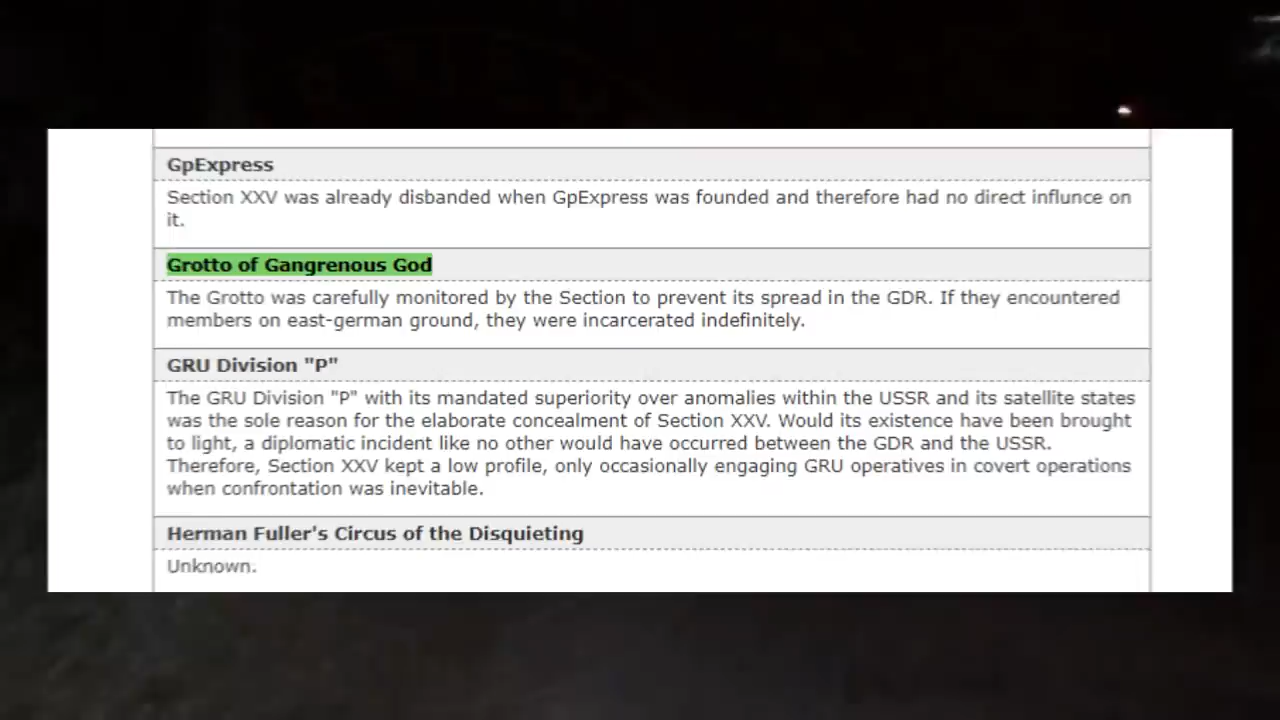 GpExpress
Section XXV was already disbanded when GpExpress was founded and therefore had no direct influnce on
it.
Grotto of Gangrenous God
The Grotto was carefully monitored by the Section to prevent its spread in the GDR. If they encountered
members on east-german ground, they were incarcerated indefinitely.
GRU Division "P"
The GRU Division "P" with its mandated superiority over anomalies within the USSR and its satellite states
was the sole reason for the elaborate concealment of Section XXV. Would its existence have been brought
to light, a diplomatic incident like no other would have occurred between the GDR and the USSR.
Therefore, Section XXV kept a low profile, only occasionally engaging GRU operatives in covert operations
when confrontation was inevitable.
Herman Fuller's Circus of the Disquieting
Unknown.